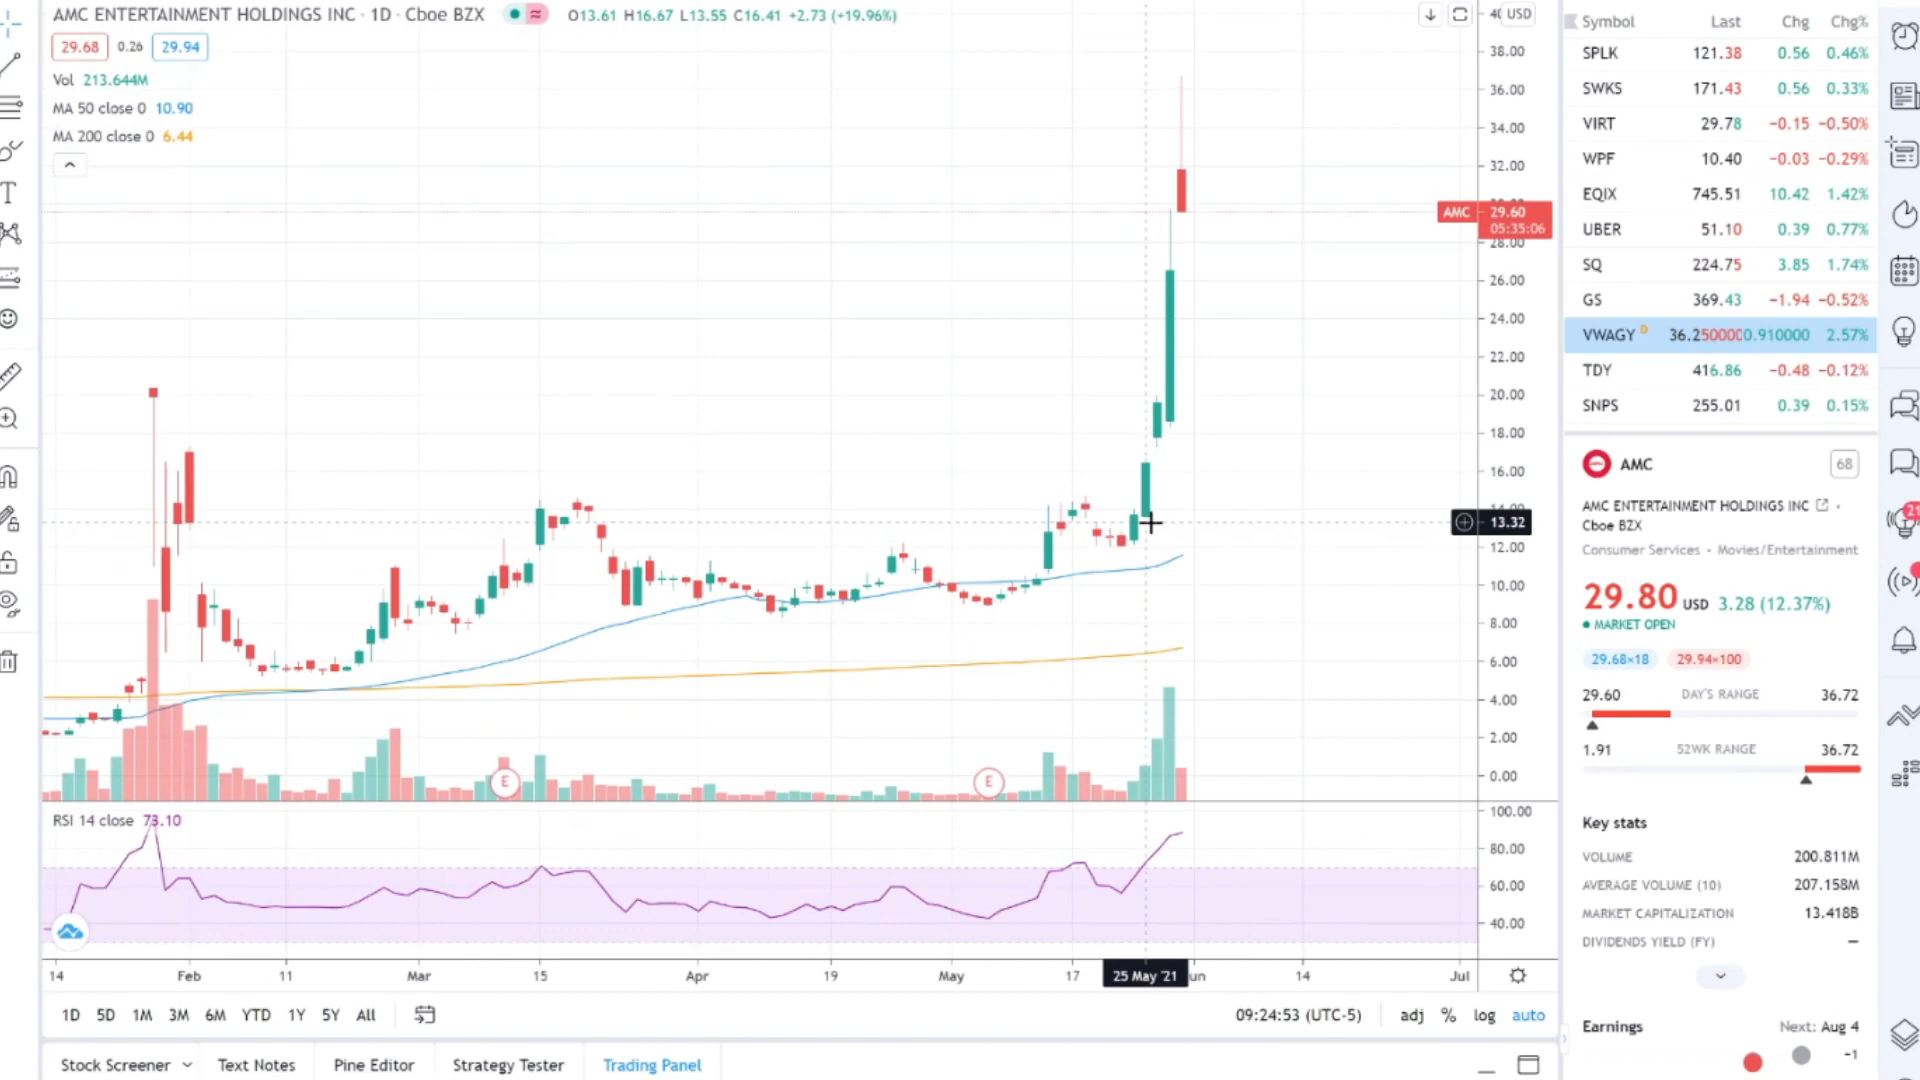 AMC ENTERTAINMENT HOLDINGS INC · 1D · Cboe BZX
O13.61 H16.67 L13.55 C16.41 +2.73 (+19.96%)
29.68 0.26 29.94
Vol 213.644M
MA 50 close 0 10.90
MA 200 close 0 6.44
USD
38.00
36.00
34.00
32.00
AMC 29.60
05:35:06
28.00
26.00
24.00
22.00
20.00
18.00
16.00
13.32
12.00
10.00
8.00
6.00
4.00
2.00
0.00
E E
RSI 14 close 73.10
100.00
80.00
60.00
40.00
14 Feb 11 Mar 15 Apr 19 May 17 25 May '21 un 14 Jul
1D 5D 1M 3M 6M YTD 1Y 5Y All
09:24:53 (UTC-5) adj % log auto
Stock Screener Text Notes Pine Editor Strategy Tester Trading Panel
Symbol Last Chg Chg%
SPLK 121.38 0.56 0.46%
SWKS 171.43 0.56 0.33%
VIRT 29.78 −0.15 −0.50%
WPF 10.40 −0.03 −0.29%
EQIX 745.51 10.42 1.42%
UBER 51.10 0.39 0.77%
SQ 224.75 3.85 1.74%
GS 369.43 −1.94 −0.52%
VWAGY D 36.250000 0.910000 2.57%
TDY 416.86 −0.48 −0.12%
SNPS 255.01 0.39 0.15%
AMC 68
AMC ENTERTAINMENT HOLDINGS INC ·
Cboe BZX
Consumer Services • Movies/Entertainment
29.80 USD 3.28 (12.37%)
MARKET OPEN
29.68×18 29.94×100
29.60 DAY'S RANGE 36.72
1.91 52WK RANGE 36.72
Key stats
VOLUME 200.811M
AVERAGE VOLUME (10) 207.158M
MARKET CAPITALIZATION 13.418B
DIVIDENDS YIELD (FY) —
Earnings Next: Aug 4
−1